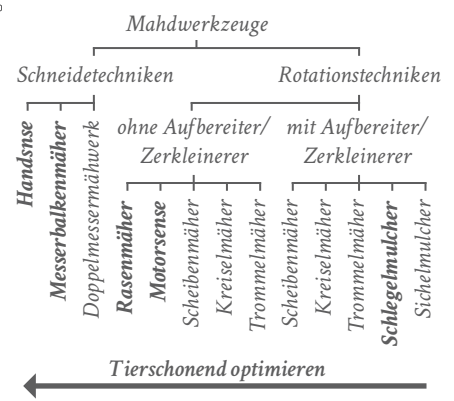 Mahdwerkzeuge
Schneidetechniken
Rotationstechniken
ohne Aufbereiter/
Zerkleinerer
mit Aufbereiter/
Zerkleinerer
Handsnse
Messerbalkenmäher
Doppelmessermähwerk
Rasenmäher
Motorsense
Scheibenmäher
Kreiselmäher
Trommelmäher
Scheibenmäher
Kreiselmäher
Trommelmäher
Schlegelmulcher
Sichelmulcher
Tierschonend optimieren